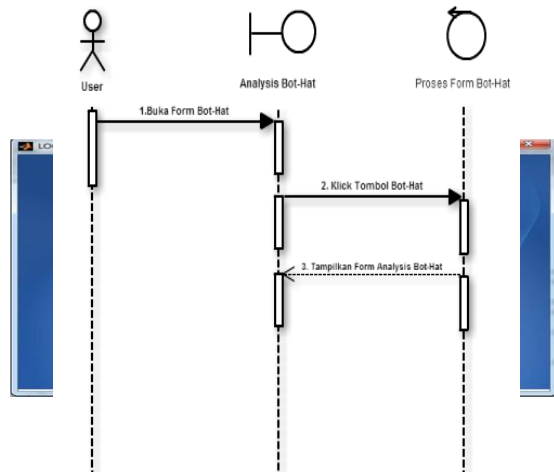 User
Analysis Bot-Hat
Proses Form Bot-Hat
1.Buka Form Bot-Hat
LO
2. Klick Tombol Bot-Hat
3. Tampilkan Form Analysis Bot-Hat